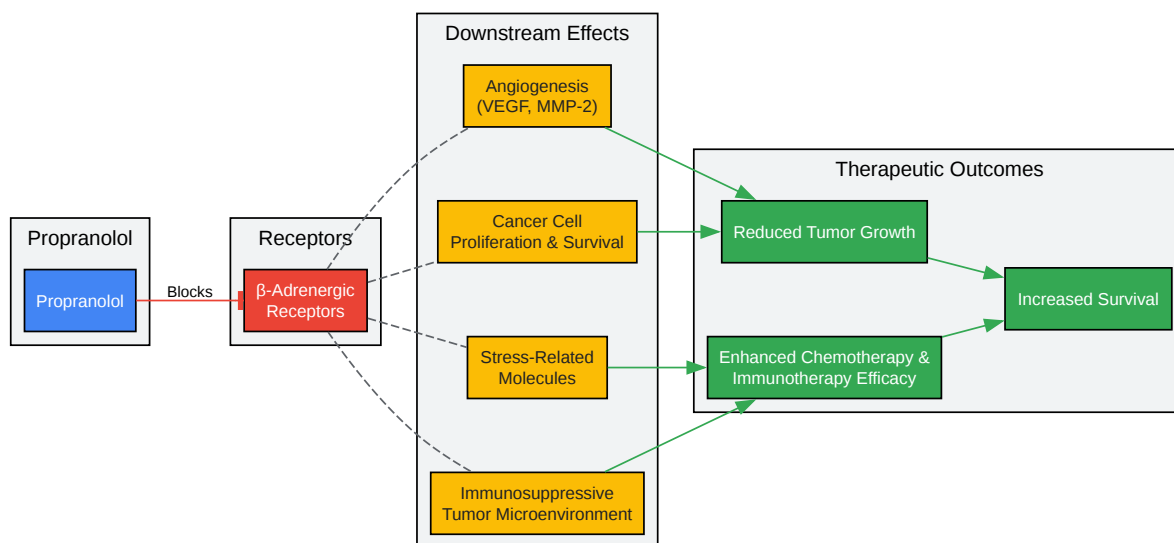 Propranolol
Propranolol
Blocks
Receptors
β-Adrenergic
Receptors
Downstream Effects
Angiogenesis
(VEGF, MMP-2)
Cancer Cell
Proliferation & Survival
Stress-Related
Molecules
Immunosuppressive
Tumor Microenvironment
Therapeutic Outcomes
Reduced Tumor Growth
Enhanced Chemotherapy &
Immunotherapy Efficacy
Increased Survival